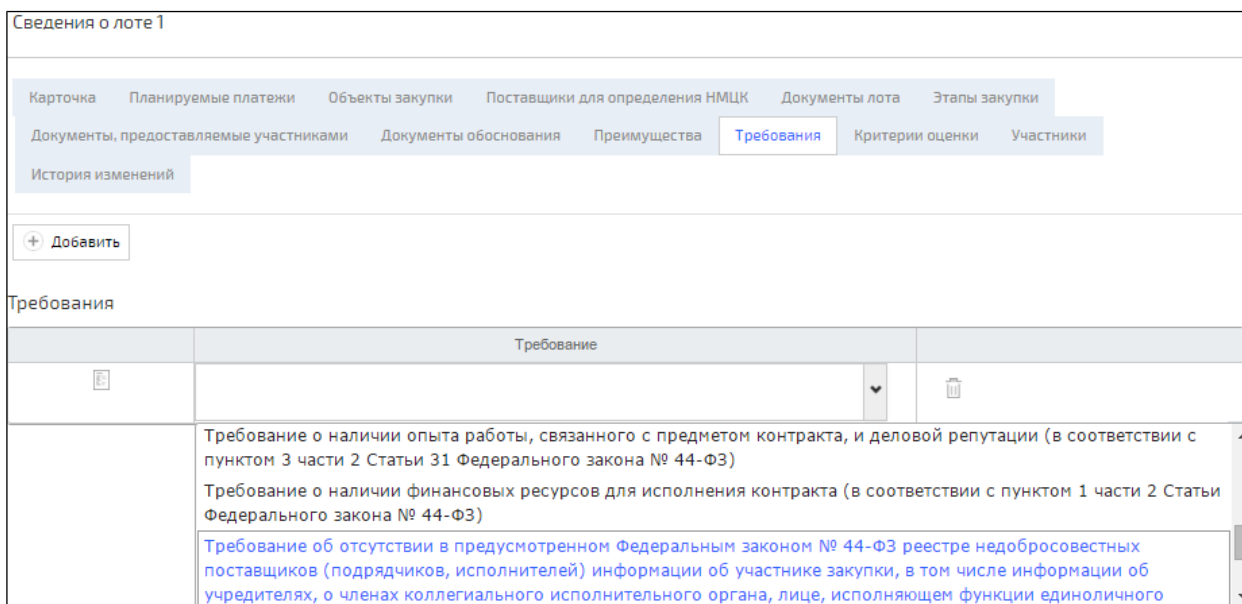 Сведения о лоте 1
Карточка Планируемые платежи Объекты закупки Поставщики для определения НМЦК Документы лота Этапы закупки
Документы, предоставляемые участниками Документы обоснования Преимущества Требования Критерии оценки Участники
История изменений
Добавить
Требования
Требование
Требование о наличии опыта работы, связанного с предметом контракта, и деловой репутации (в соответствии с
пунктом 3 части 2 Статьи 31 Федерального закона № 44-ФЗ)
Требование о наличии финансовых ресурсов для исполнения контракта (в соответствии с пунктом 1 части 2 Статьи
Федерального закона № 44-ФЗ)
Требование об отсутствии в предусмотренном Федеральным законом № 44-ФЗ реестре недобросовестных
поставщиков (подрядчиков, исполнителей) информации об участнике закупки, в том числе информации об
учредителях, о членах коллегиального исполнительного органа, лице, исполняющем функции единоличного